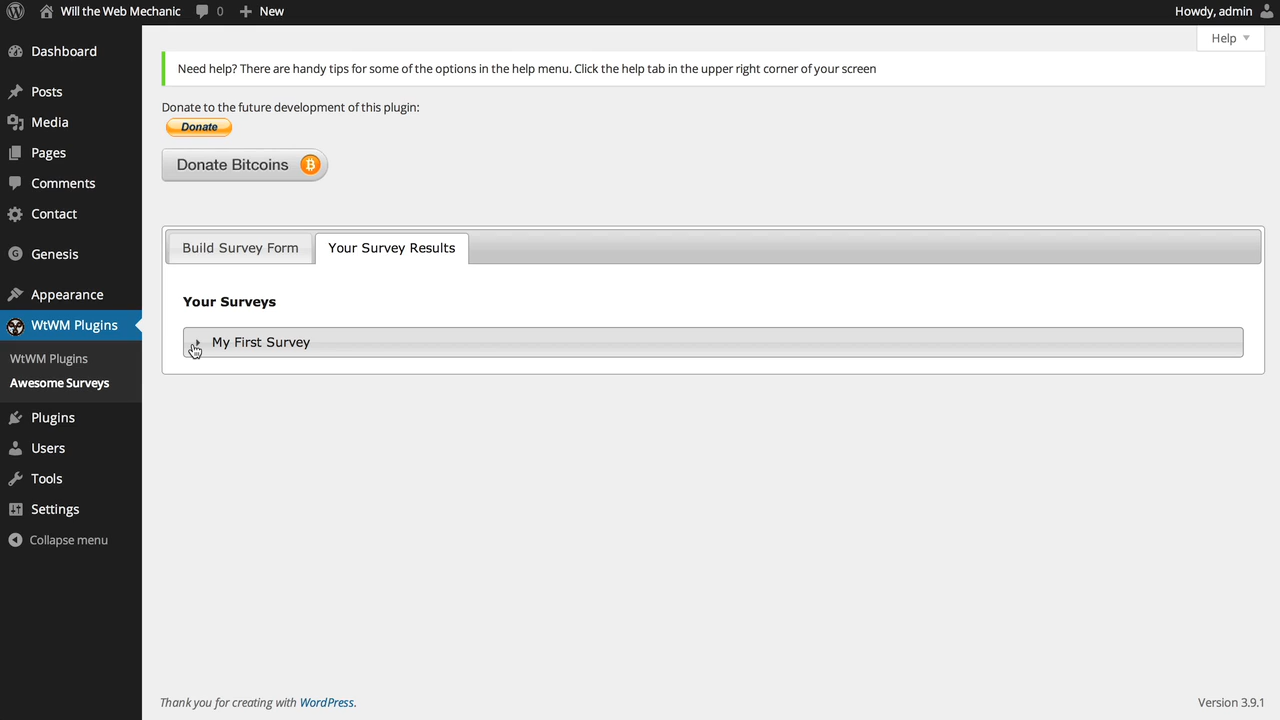 Will the Web Mechanic 0 New Howdy, admin
Help
Dashboard
Posts
Media
Pages
Comments
Contact
Genesis
Appearance
WtWM Plugins
WtWM Plugins
Awesome Surveys
Plugins
Users
Tools
Settings
Collapse menu
Need help? There are handy tips for some of the options in the help menu. Click the help tab in the upper right corner of your screen
Donate to the future development of this plugin:
Donate
Donate Bitcoins
Build Survey Form Your Survey Results
Your Surveys
My First Survey
Thank you for creating with WordPress. Version 3.9.1